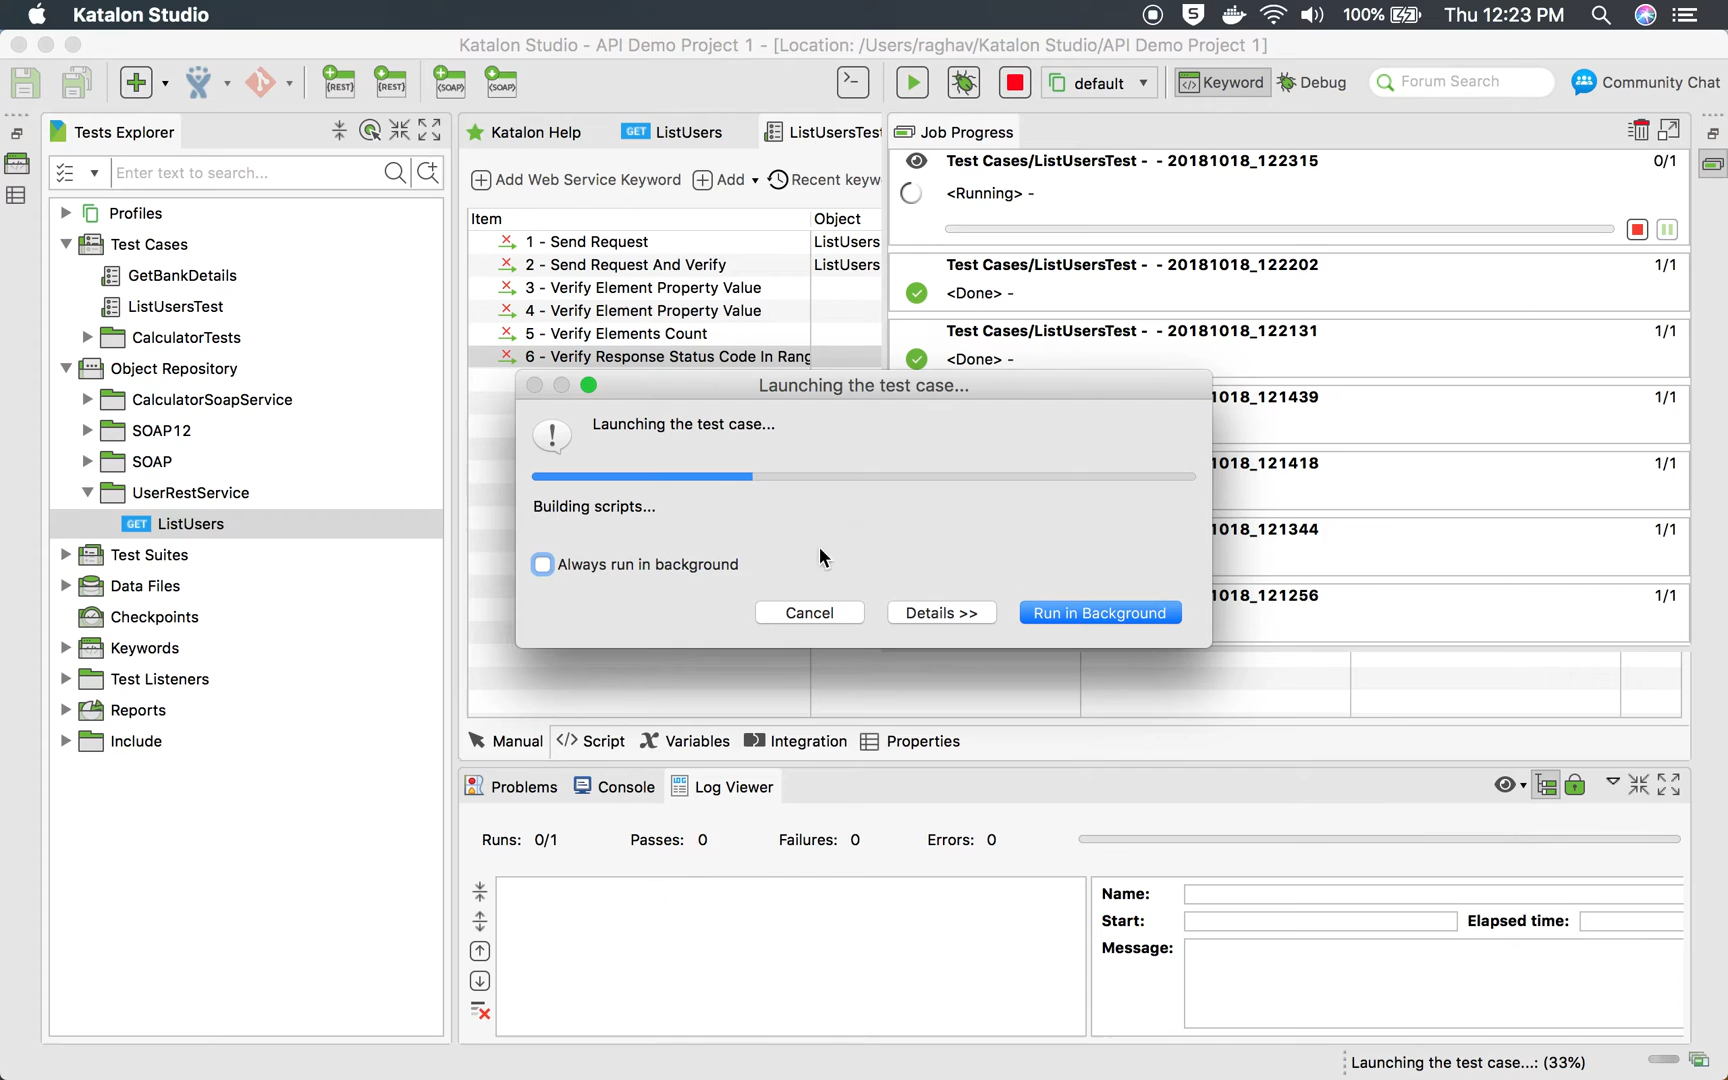 Katalon Studio
100%
Thu 12:23 PM
Katalon Studio - API Demo Project 1 - [Location: /Users/raghav/Katalon Studio/API Demo Project 1]
+REST
REST
+SOAP
SOAP
default
Keyword
Debug
Forum Search
Community Chat
Tests Explorer
Enter text to search...
Profiles
Test Cases
GetBankDetails
ListUsersTest
CalculatorTests
Object Repository
CalculatorSoapService
SOAP12
SOAP
UserRestService
GET ListUsers
Test Suites
Data Files
Checkpoints
Keywords
Test Listeners
Reports
Include
Katalon Help
GET ListUsers
ListUsersTest
Add Web Service Keyword
Add
Recent keyw
Item
Object
1 - Send Request
ListUsers
2 - Send Request And Verify
ListUsers
3 - Verify Element Property Value
4 - Verify Element Property Value
5 - Verify Elements Count
6 - Verify Response Status Code In Rang
Job Progress
Test Cases/ListUsersTest - - 20181018_122315
0/1
<Running> -
Test Cases/ListUsersTest - - 20181018_122202
1/1
<Done> -
Test Cases/ListUsersTest - - 20181018_122131
1/1
<Done> -
1018_121439
1/1
1018_121418
1/1
1018_121344
1/1
1018_121256
1/1
Launching the test case...
Launching the test case...
Building scripts...
Always run in background
Cancel
Details >>
Run in Background
Manual
Script
Variables
Integration
Properties
Problems
Console
Log Viewer
Runs: 0/1
Passes: 0
Failures: 0
Errors: 0
Name:
Start:
Elapsed time:
Message:
Launching the test case...: (33%)